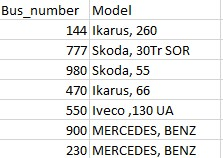 Bus_number Model
144 Ikarus, 260
777 Skoda, 30Tr SOR
980 Skoda, 55
470 Ikarus, 66
550 Iveco ,130 UA
900 MERCEDES, BENZ
230 MERCEDES, BENZ